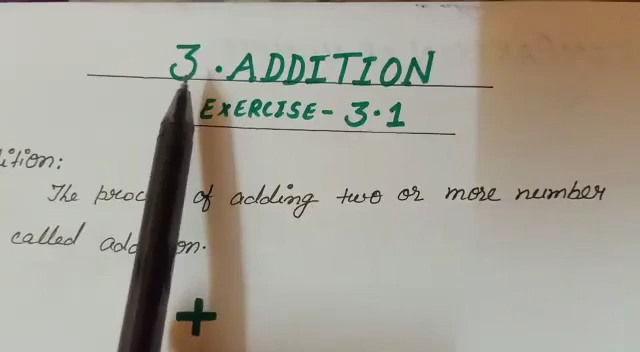 3 . ADDITION
EXERCISE - 3.1
ition:
The proc of adding two or more number
called add on.
+